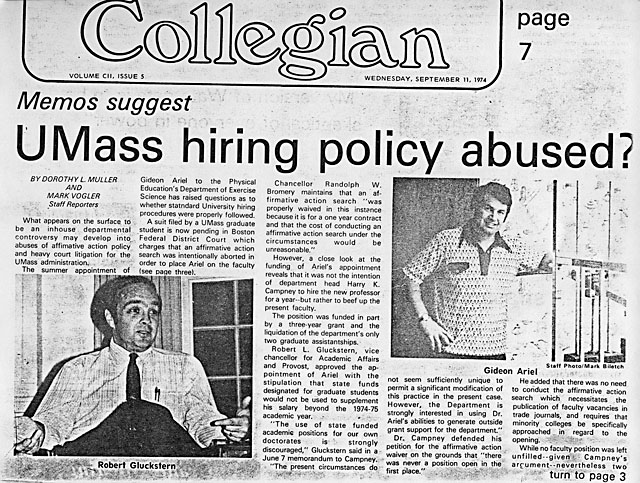 Collegian
page
7
VOLUME CII, ISSUE 5
WEDNESDAY, SEPTEMBER 11, 1974
Memos suggest
UMass hiring policy abused?
BY DOROTHY L. MULLER
AND
MARK VOGLER
Staff Reporters
What appears on the surface to
be an inhouse departmental
controversy may develop into
abuses of affirmative action policy
and heavy court litigation for the
UMass administration.
The summer appointment of
Gideon Ariel to the Physical
Education's Department of Exercise
Science has raised questions as to
whether stamdard University hiring
procedures were properly followed.
A suit filed by a UMass graduate
student is now pending in Boston
Federal District Court which
charges that an affirmative action
search was intentionally aborted in
order to place Ariel on the faculty
(see page three).
Robert Gluckstern
Chancellor Randolph W.
Bromery maintains that an af-
firmative action search "was
properly waived in this instance
because it is for a one year contract
and that the cost of conducting an
affirmative action search under the
circumstances would be
unreasonable."
However, a close look at the
funding of Ariel's appointment
reveals that it was not the intention
of department head Harry K.
Campney to hire the new professor
for a year--but rather to beef up the
present faculty.
The position was funded in part
by a three-year grant and the
liquidation of the department's only
two graduate assistantships.
Robert L. Gluckstern, vice
chancellor for Academic Affairs
and Provost, approved the ap-
pointment of Ariel with the
stipulation that state funds
designated for graduate students
would not be used to supplement
his salary beyond the 1974-75
academic year.
"The use of state funded
academic positions for our own
doctorates is strongly
discouraged," Gluckstern said in a
June 7 memorandum to Campney.
"The present circumstances do
Staff Photo/Mark Biletch
Gideon Ariel
not seem sufficiently unique to
permit a significant modification of
this practice in the present case.
However, the Department is
strongly interested in using Dr.
Ariel's abilities to generate outside
grant support for the department."
Dr. Campney defended his
petition for the affirmative action
waiver on the grounds that "there
was never a position open in the
first place."
He added that there was no need
to conduct the affirmative action
search which necessitates the
publication of faculty vacancies in
trade journals, and requires that
minority colleges be specifically
approached in regard to the
opening.
While no faculty position was left
unfilled--given Campney's
argument--nevertheless two
turn to page 3